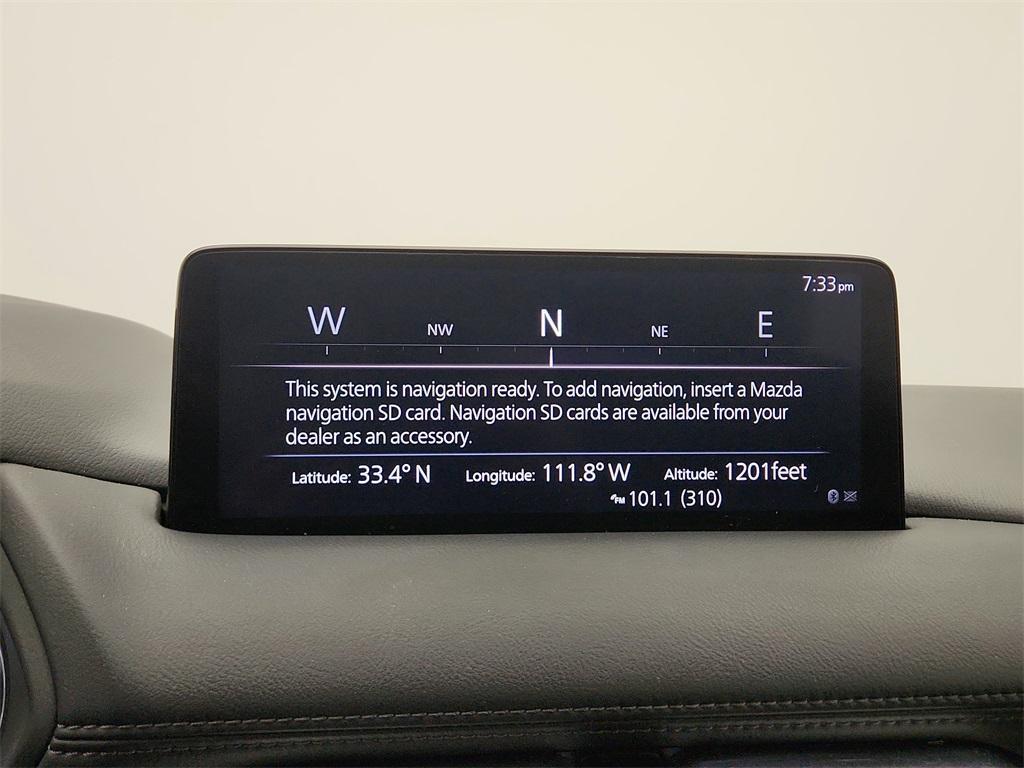 7:33pm
W NW N NE E
This system is navigation ready. To add navigation, insert a Mazda
navigation SD card. Navigation SD cards are available from your
dealer as an accessory.
Latitude: 33.4° N Longitude: 111.8° W Altitude: 1201feet
FM 101.1 (310)